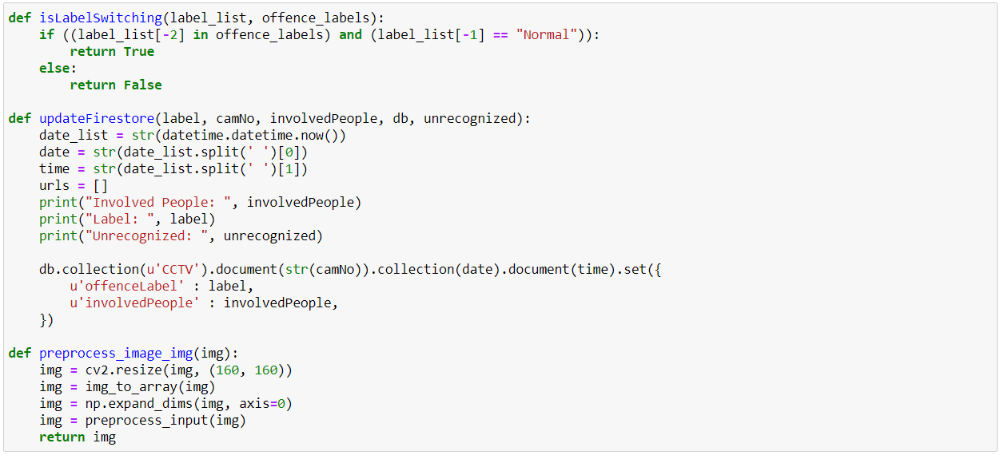 def isLabelSwitching(label_list, offence_labels):
    if ((label_list[-2] in offence_labels) and (label_list[-1] == "Normal")):
        return True
    else:
        return False

def updateFirestore(label, camNo, involvedPeople, db, unrecognized):
    date_list = str(datetime.datetime.now())
    date = str(date_list.split(' ')[0])
    time = str(date_list.split(' ')[1])
    urls = []
    print("Involved People: ", involvedPeople)
    print("Label: ", label)
    print("Unrecognized: ", unrecognized)

    db.collection(u'CCTV').document(str(camNo)).collection(date).document(time).set({
        u'offenceLabel' : label,
        u'involvedPeople' : involvedPeople,
    })

def preprocess_image_img(img):
    img = cv2.resize(img, (160, 160))
    img = img_to_array(img)
    img = np.expand_dims(img, axis=0)
    img = preprocess_input(img)
    return img